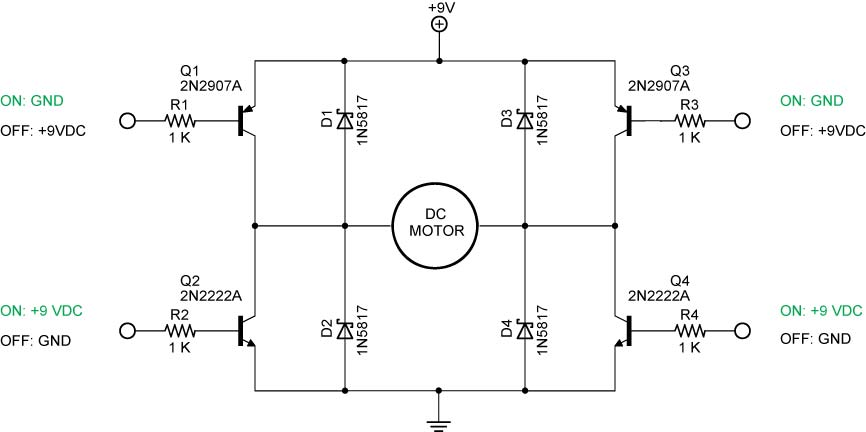 +9V
Q1
2N2907A
ON: GND
R1
OFF: +9VDC
1 K
D1
1N5817
D3
1N5817
Q3
2N2907A
R3
1 K
ON: GND
OFF: +9VDC
DC
MOTOR
Q2
2N2222A
ON: +9 VDC
R2
OFF: GND
1 K
D2
1N5817
D4
1N5817
Q4
2N2222A
R4
1 K
ON: +9 VDC
OFF: GND